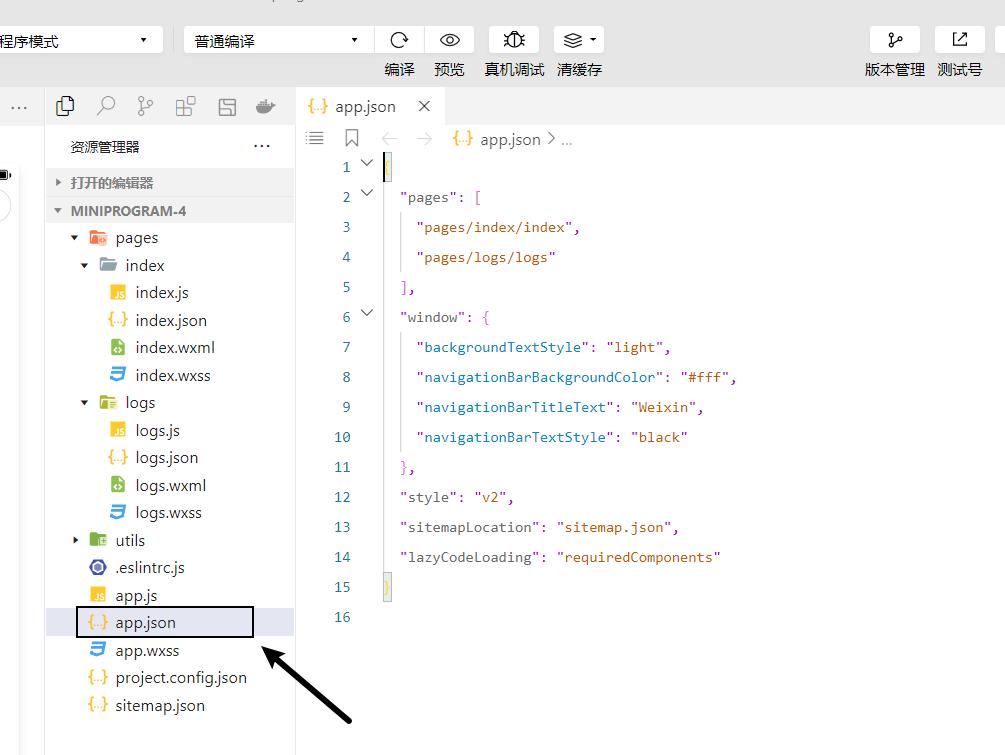 程序模式
普通编译
编译
预览
真机调试
清缓存
版本管理
测试号
app.json
资源管理器
app.json
...
打开的编辑器
MINIPROGRAM-4
pages
index
index.js
index.json
index.wxml
index.wxss
logs
logs.js
logs.json
logs.wxml
logs.wxss
utils
.eslintrc.js
app.js
app.json
app.wxss
project.config.json
sitemap.json
1 {
2 "pages": [
3 "pages/index/index",
4 "pages/logs/logs"
5 ],
6 "window": {
7 "backgroundTextStyle": "light",
8 "navigationBarBackgroundColor": "#fff",
9 "navigationBarTitleText": "Weixin",
10 "navigationBarTextStyle": "black"
11 },
12 "style": "v2",
13 "sitemapLocation": "sitemap.json",
14 "lazyCodeLoading": "requiredComponents"
15 }
16